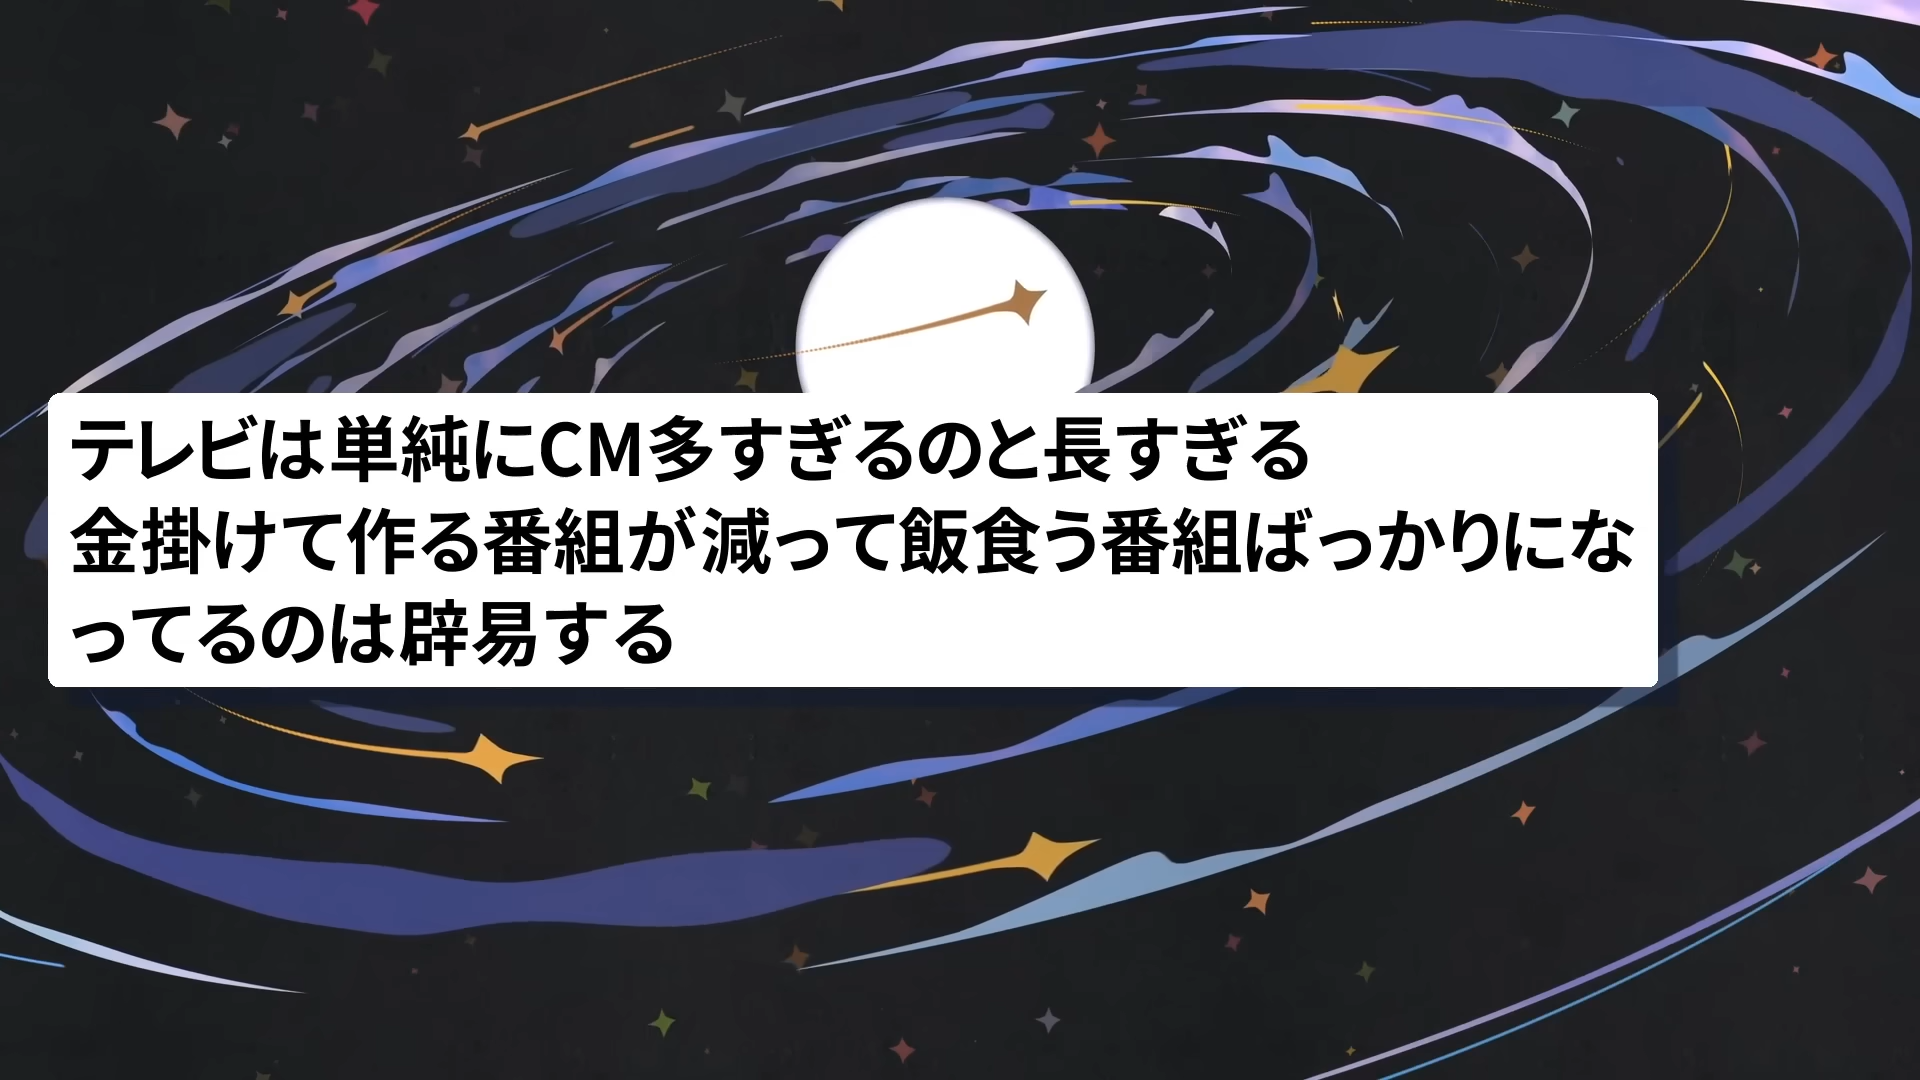 テレビは単純にCM多すぎるのと長すぎる
金掛けて作る番組が減って飯食う番組ばっかりにな
ってるのは辟易する